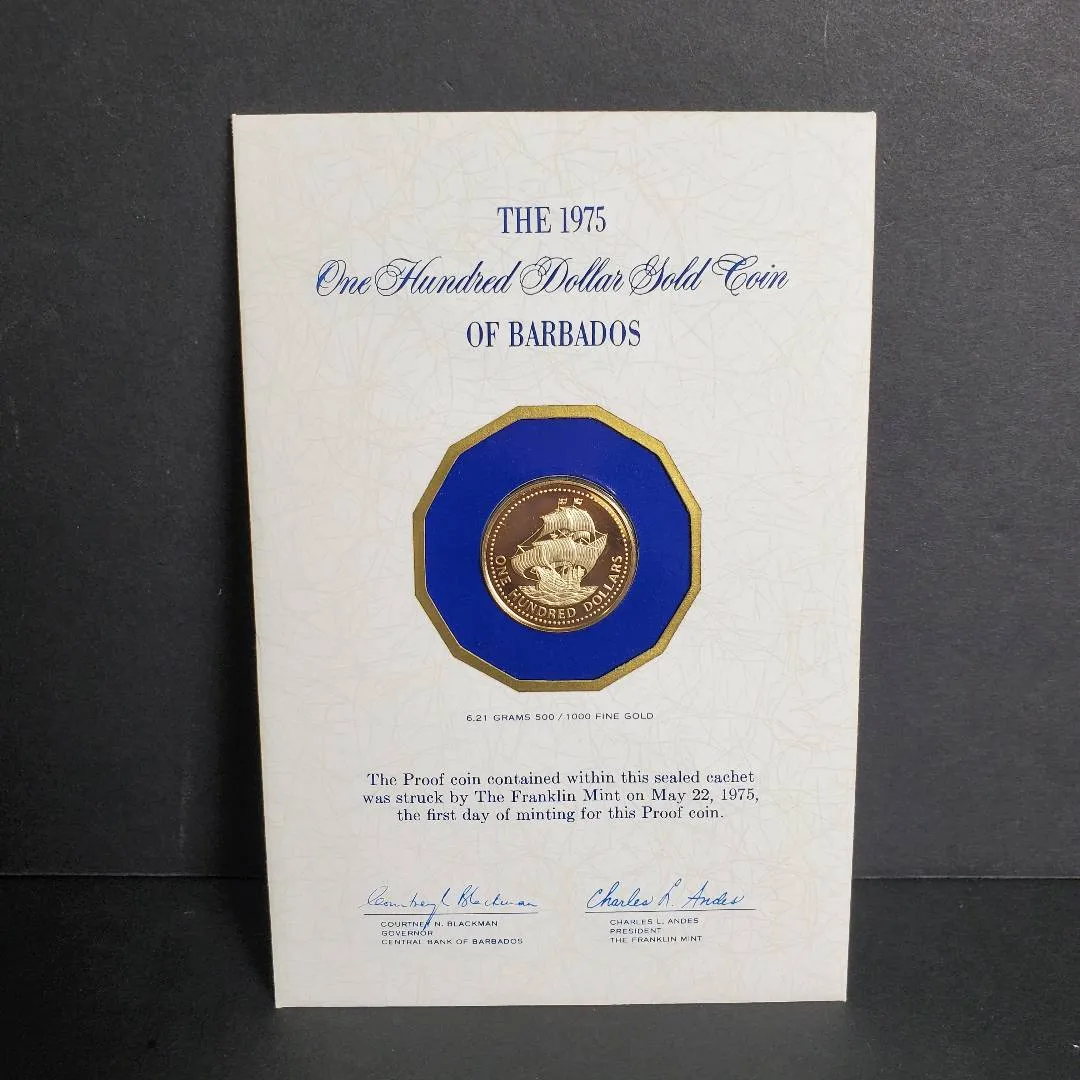 THE 1975
One Hundred Dollar Gold Coin
OF BARBADOS
ONE HUNDRED DOLLARS
6.21 GRAMS 500/1000 FINE GOLD
The Proof coin contained within this sealed cachet
was struck by The Franklin Mint on May 22, 1975,
the first day of minting for this Proof coin.
Courtney N. Blackman
COURTNEY N. BLACKMAN
GOVERNOR
CENTRAL BANK OF BARBADOS
Charles L. Andes
CHARLES L. ANDES
PRESIDENT
THE FRANKLIN MINT